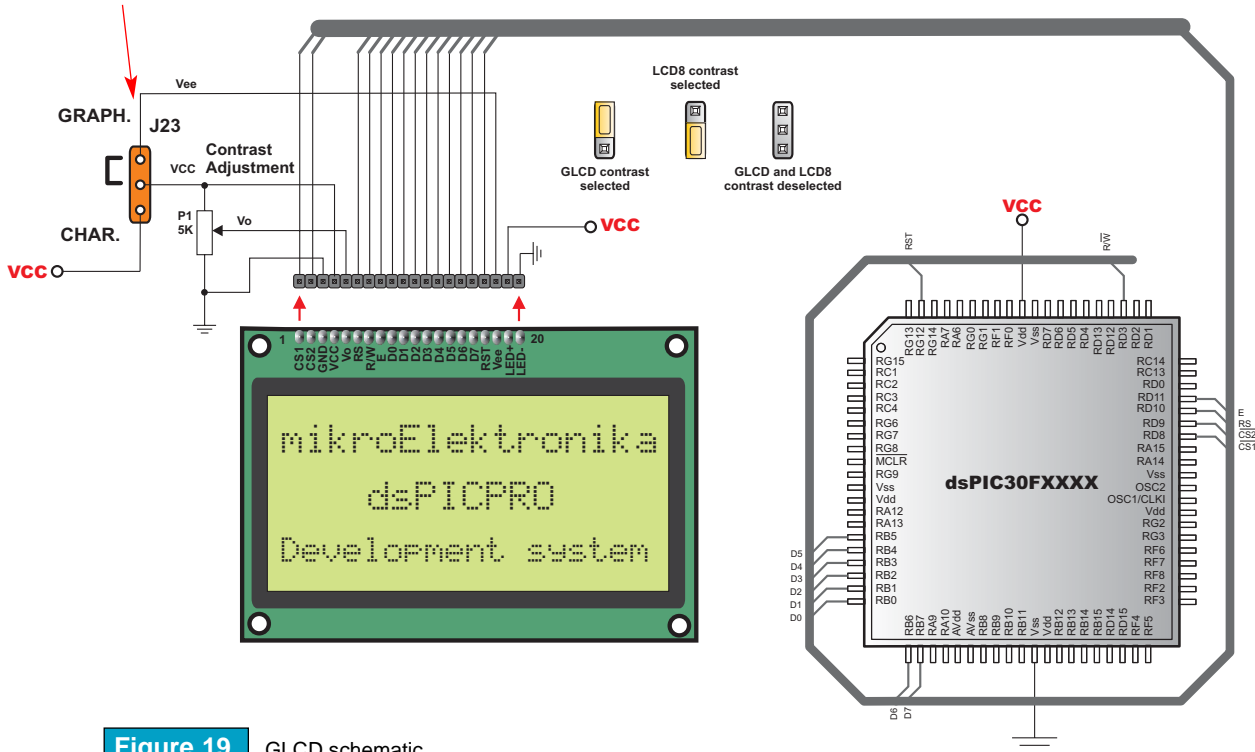 Vee
GRAPH.
J23
VCC
Contrast
Adjustment
P1
5K
Vo
CHAR.
VCC
LCD8 contrast
selected
GLCD contrast
selected
GLCD and LCD8
contrast deselected
VCC
1
CS1
CS2
GND
VCC
Vo
RS
R/W
E
D0
D1
D2
D3
D4
D5
D6
D7
RST
Vee
LED+
LED-
20
mikroElektronika
dsPICPRO
Development system
VCC
RST
R/W
RG13
RG12
RG14
RA7
RA6
RG0
RG1
RF1
RF0
Vdd
Vss
RD7
RD6
RD5
RD4
RD13
RD12
RD3
RD2
RD1
RG15
RC1
RC2
RC3
RC4
RG6
RG7
RG8
MCLR
RG9
Vss
Vdd
RA12
RA13
RB5
RB4
RB3
RB2
RB1
RB0
dsPIC30FXXXX
RC14
RC13
RD0
RD11
RD10
RD9
RD8
RA15
RA14
Vss
OSC2
OSC1/CLKI
Vdd
RG2
RG3
RF6
RF7
RF8
RF2
RF3
E
RS
CS2
CS1
D5
D4
D3
D2
D1
D0
RB6
RB7
RA9
RA10
AVdd
AVss
RB8
RB9
RB10
RB11
Vss
Vdd
RB12
RB13
RB14
RB15
RD14
RD15
RF4
RF5
D6
D7
Figure 19
GLCD schematic